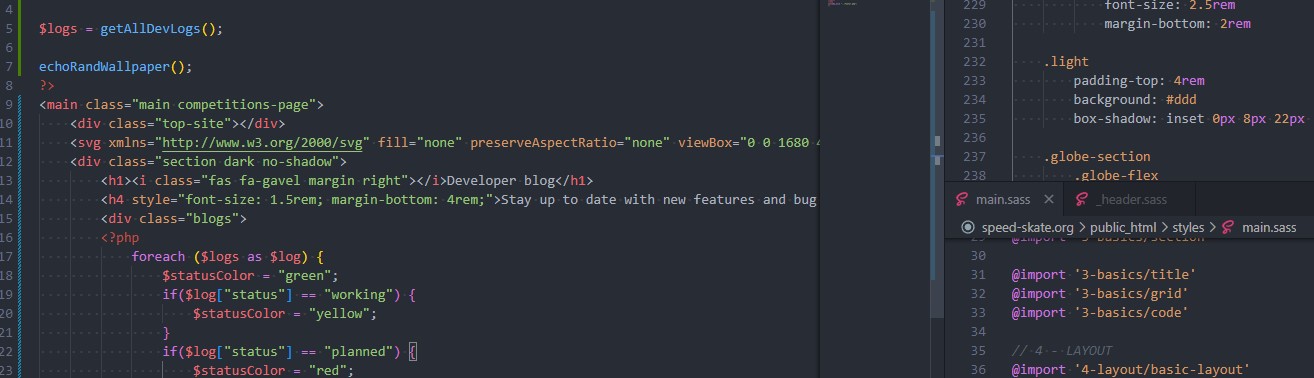 4
5 $logs = getAllDevLogs();
6
7 echoRandWallpaper();
8 ?>
9 <main class="main competitions-page">
10 <div class="top-site"></div>
11 <svg xmlns="http://www.w3.org/2000/svg" fill="none" preserveAspectRatio="none" viewBox="0 0 1680 4
12 <div class="section dark no-shadow">
13 <h1><i class="fas fa-gavel margin right"></i>Developer blog</h1>
14 <h4 style="font-size: 1.5rem; margin-bottom: 4rem;">Stay up to date with new features and bug
15 <div class="blogs">
16 <?php
17 foreach ($logs as $log) {
18 $statusColor = "green";
19 if($log["status"] == "working") {
20 $statusColor = "yellow";
21 }
22 if($log["status"] == "planned") {
23 $statusColor = "red";
229 font-size: 2.5rem
230 margin-bottom: 2rem
231
232 .light
233 padding-top: 4rem
234 background: #ddd
235 box-shadow: inset 0px 8px 22px
236
237 .globe-section
238 .globe-flex
main.sass × _header.sass
speed-skate.org > public_html > styles > main.sass
29 @import '3-basics/section'
30
31 @import '3-basics/title'
32 @import '3-basics/grid'
33 @import '3-basics/code'
34
35 // 4 - LAYOUT
36 @import '4-layout/basic-layout'